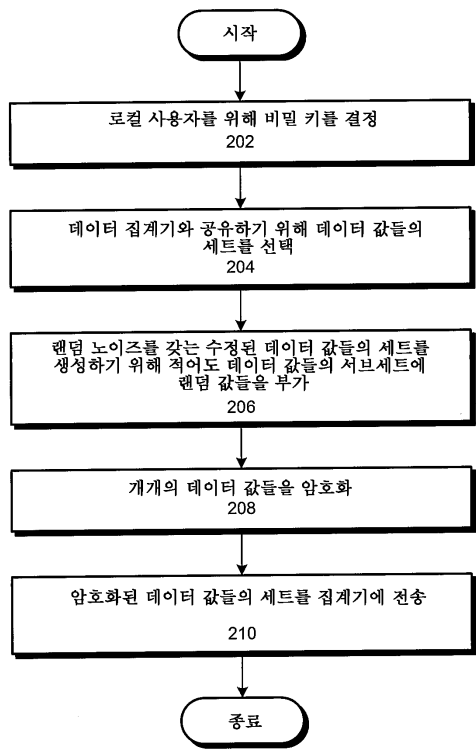 시작
로컬 사용자를 위해 비밀 키를 결정
202
데이터 집계기와 공유하기 위해 데이터 값들의
세트를 선택
204
랜덤 노이즈를 갖는 수정된 데이터 값들의 세트를
생성하기 위해 적어도 데이터 값들의 서브세트에
랜덤 값들을 부가
206
개개의 데이터 값들을 암호화
208
암호화된 데이터 값들의 세트를 집계기에 전송
210
종료